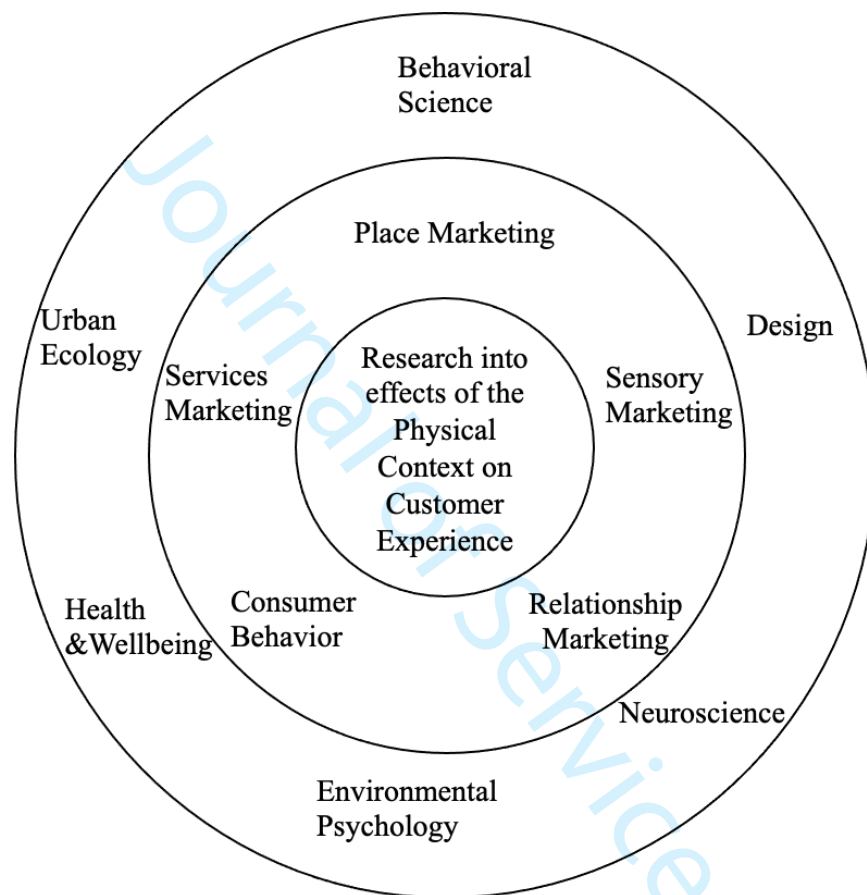 Behavioral
Science
Place Marketing
Urban
Ecology
Design
Services
Marketing
Research into
effects of the
Physical
Context on
Customer
Experience
Sensory
Marketing
Health
&Wellbeing
Consumer
Behavior
Relationship
Marketing
Neuroscience
Environmental
Psychology
Journal of Service